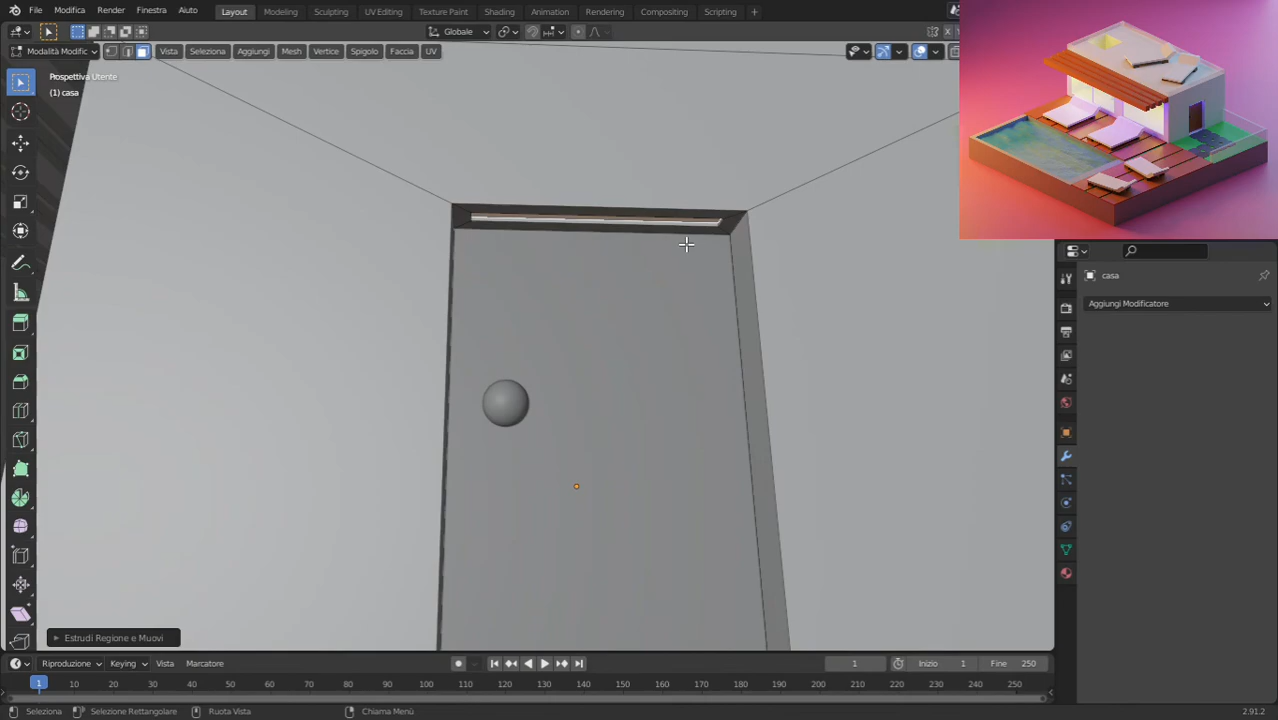 File Modifica Render Finestra Aiuto Layout Modeling Sculpting UV Editing Texture Paint Shading Animation Rendering Compositing Scripting +
Globale
Modalità Modific Vista Seleziona Aggiungi Mesh Vertice Spigolo Faccia UV
Prospettiva Utente
(1) casa
casa
Aggiungi Modificatore
Estrudi Regione e Muovi
Riproduzione Keying Vista Marcatore 1 Inizio 1 Fine 250
1 10 20 30 40 50 60 70 80 90 100 110 120 130 140 150 160 170 180 190 200 210 220 230 240 250
Seleziona Selezione Rettangolare Ruota Vista Chiama Menù 2.91.2